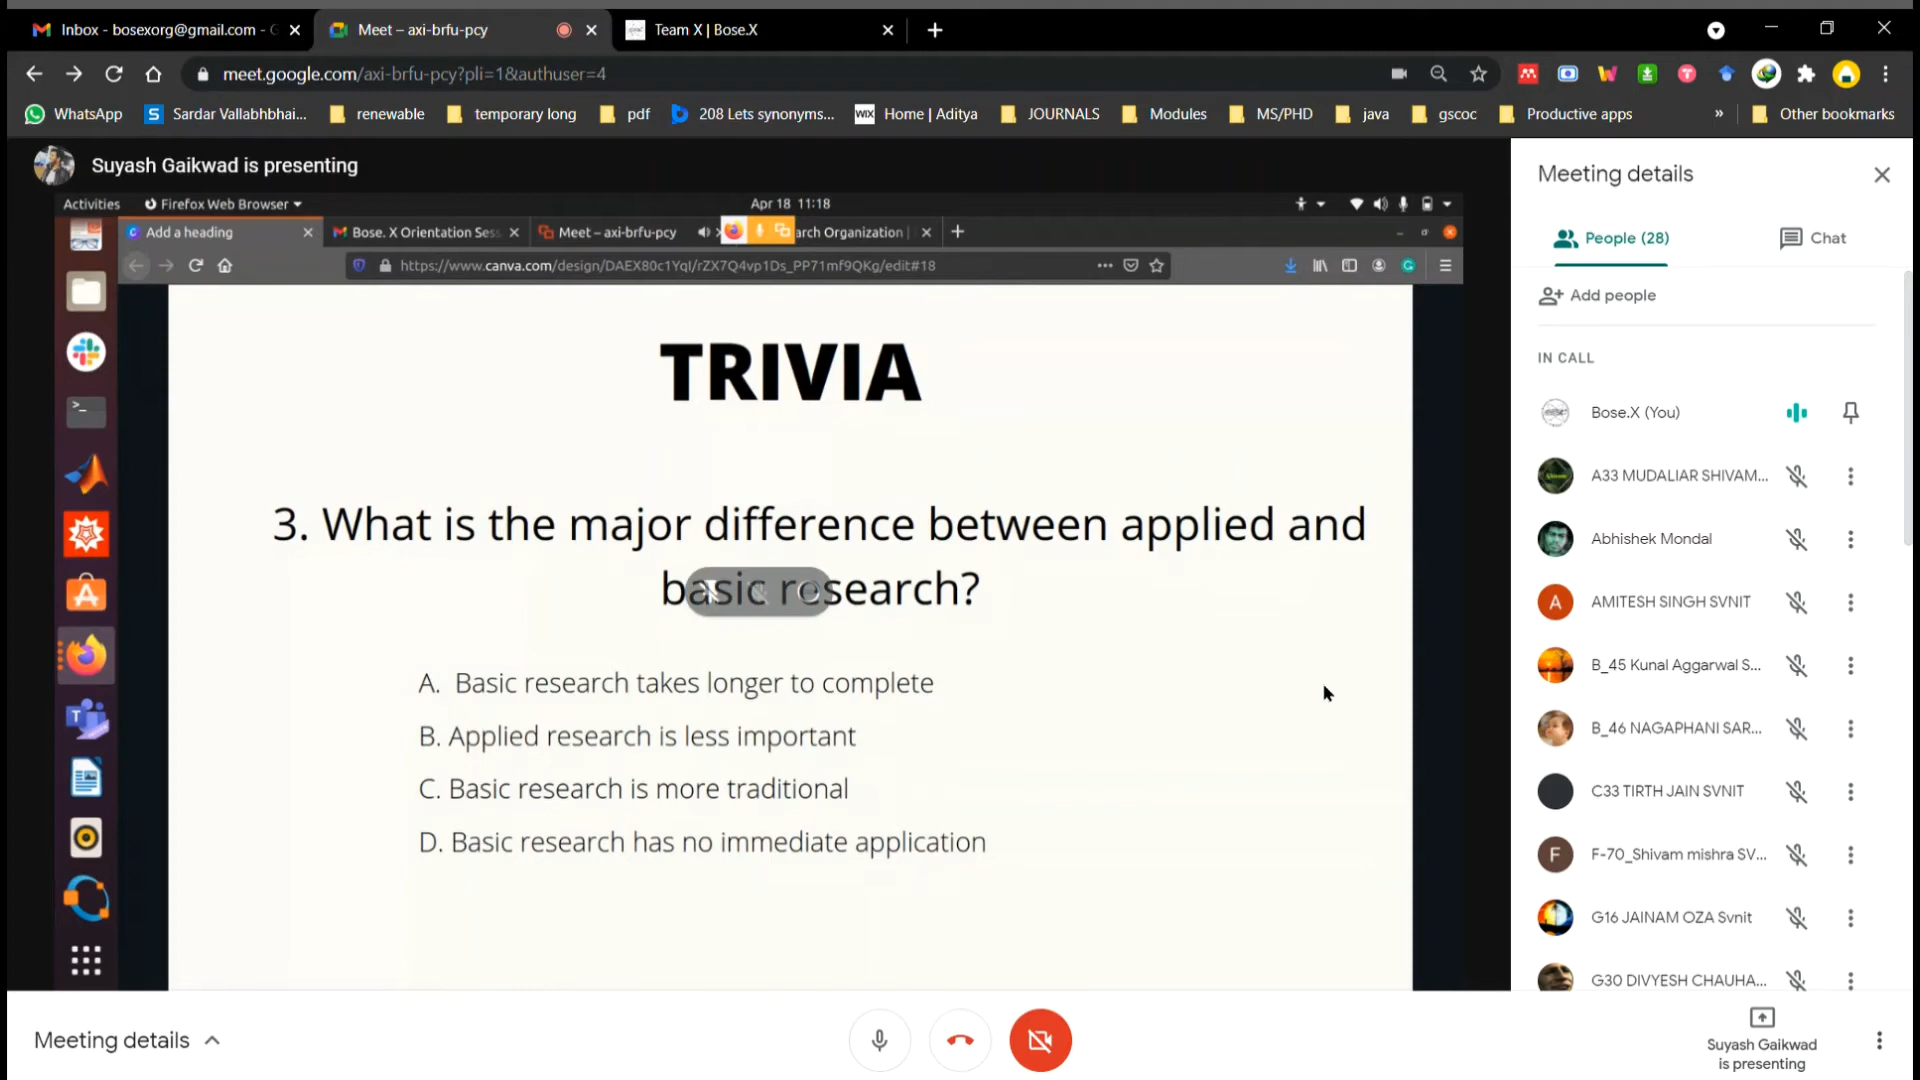 Inbox - bosexorg@gmail.com - G
Meet – axi-brfu-pcy
Team X | Bose.X
meet.google.com/axi-brfu-pcy?pli=1&authuser=4
WhatsApp
Sardar Vallabhbhai...
renewable
temporary long
pdf
208 Lets synonyms...
WIX Home | Aditya
JOURNALS
Modules
MS/PHD
java
gscoc
Productive apps
»
Other bookmarks
Suyash Gaikwad is presenting
Activities
Firefox Web Browser
Apr 18 11:18
Add a heading
Bose. X Orientation Ses
Meet – axi-brfu-pcy
arch Organization |
https://www.canva.com/design/DAEX80c1YqI/rZX7Q4vp1Ds_PP71mf9QKg/edit#18
TRIVIA
3. What is the major difference between applied and
basic research?
A. Basic research takes longer to complete
B. Applied research is less important
C. Basic research is more traditional
D. Basic research has no immediate application
Meeting details
People (28)
Chat
Add people
IN CALL
Bose.X (You)
A33 MUDALIAR SHIVAM...
Abhishek Mondal
A
AMITESH SINGH SVNIT
B_45 Kunal Aggarwal S...
B_46 NAGAPHANI SAR...
C33 TIRTH JAIN SVNIT
F
F-70_Shivam mishra SV...
G16 JAINAM OZA Svnit
G30 DIVYESH CHAUHA...
Meeting details
Suyash Gaikwad
is presenting